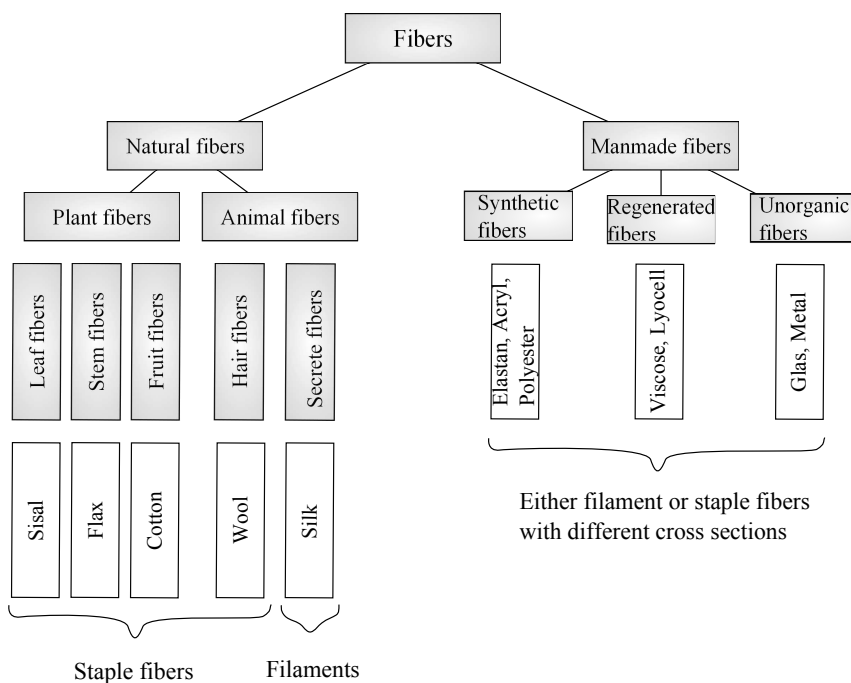 Fibers
Natural fibers
Manmade fibers
Plant fibers
Animal fibers
Synthetic
fibers
Regenerated
fibers
Unorganic
fibers
Leaf fibers
Stem fibers
Fruit fibers
Hair fibers
Secrete fibers
Elastan, Acryl,
Polyester
Viscose, Lyocell
Glas, Metal
Sisal
Flax
Cotton
Wool
Silk
Either filament or staple fibers
with different cross sections
Staple fibers
Filaments